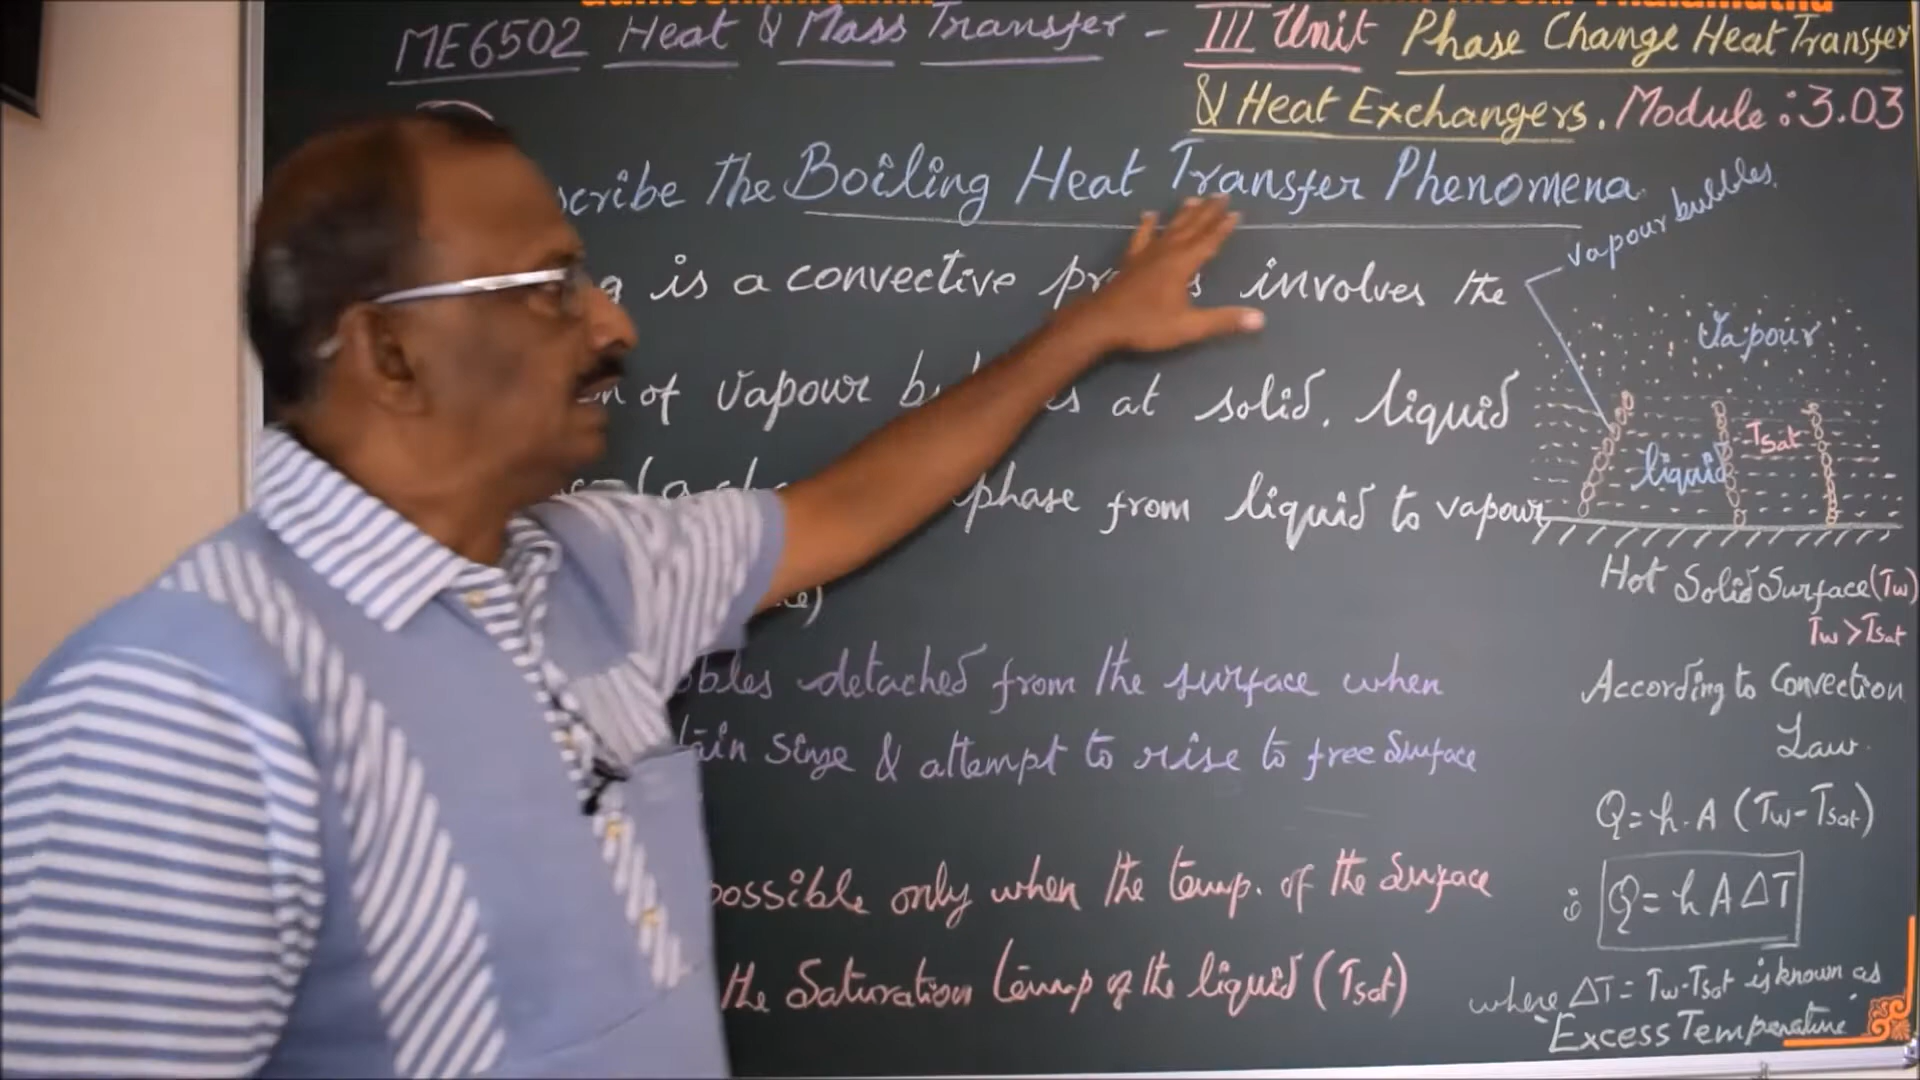 ME6502 Heat & Mass Transfer - III Unit Phase Change Heat Transfer
& Heat Exchangers. Module : 3.03
scribe the Boiling Heat Transfer Phenomena
is a convective involves the
of vapour at solid, liquid
phase from liquid to vapour
detached from the surface when
size & attempt to rise to free surface
possible only when the temp. of the surface
the Saturation temp of the liquid (Tsat)
vapour bubbles
Vapour
Tsat
liquid
Hot Solid Surface (Tw)
Tw > Tsat
According to Convection
Law.
Q = h. A (Tw - Tsat)
Q = h A ΔT
where ΔT = Tw - Tsat is known as
Excess Temperature